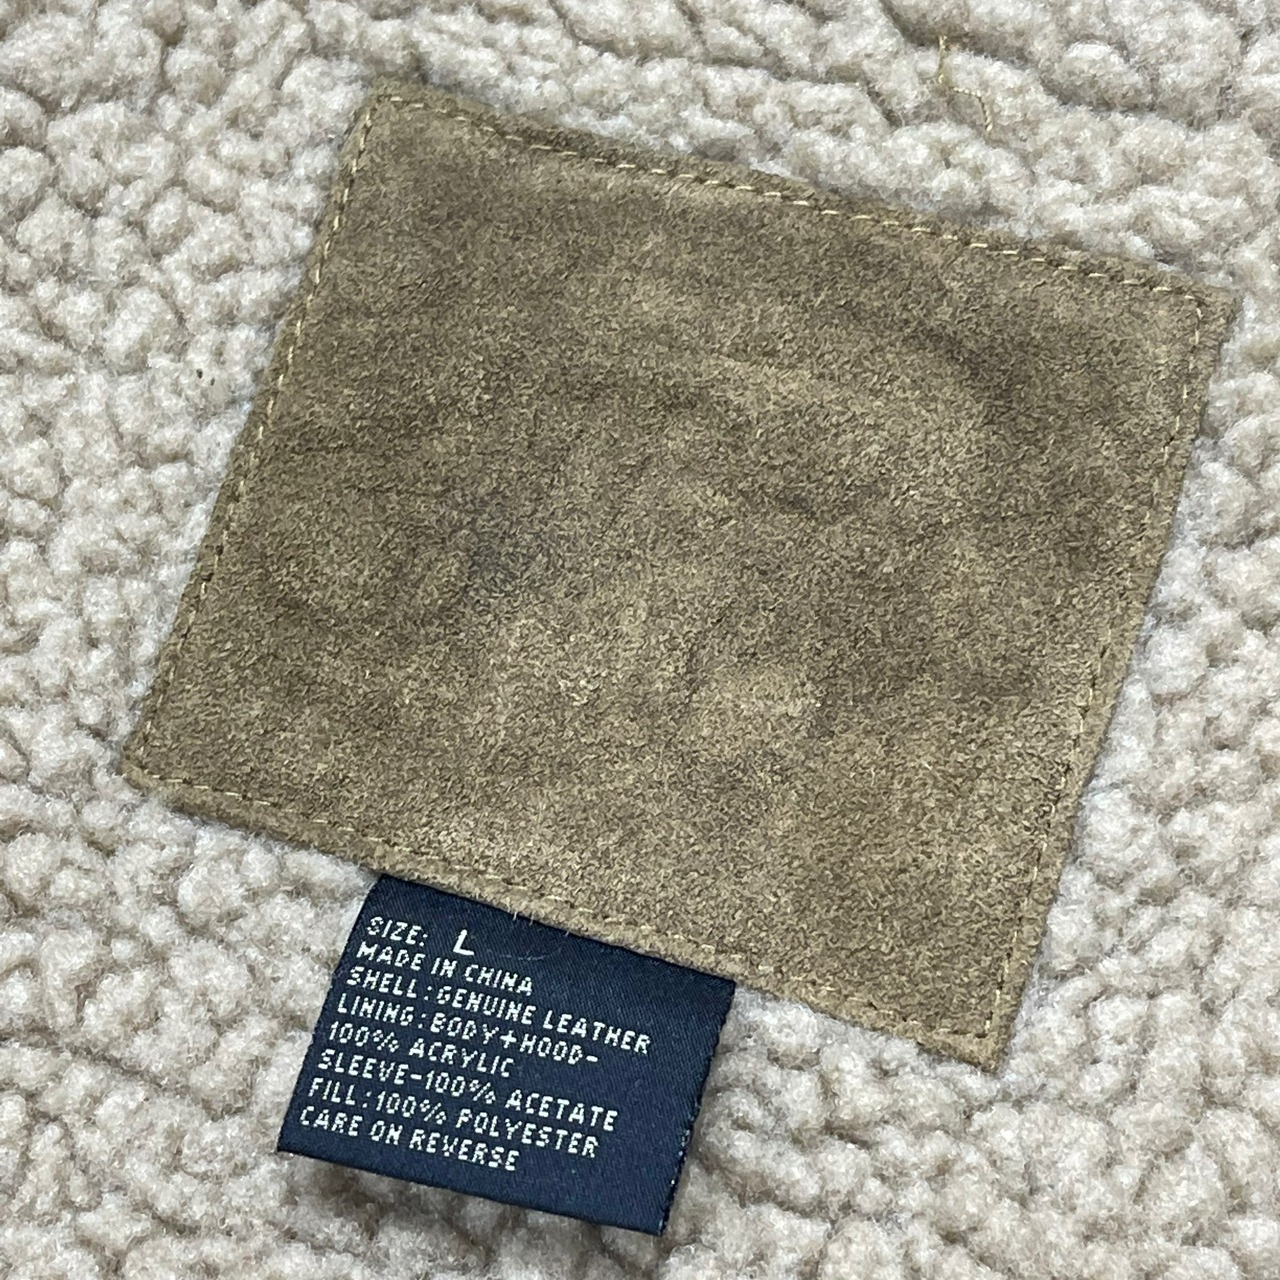 SIZE: L
MADE IN CHINA
SHELL: GENUINE LEATHER
LINING: BODY+HOOD-
100% ACRYLIC
SLEEVE-100% ACETATE
FILL: 100% POLYESTER
CARE ON REVERSE